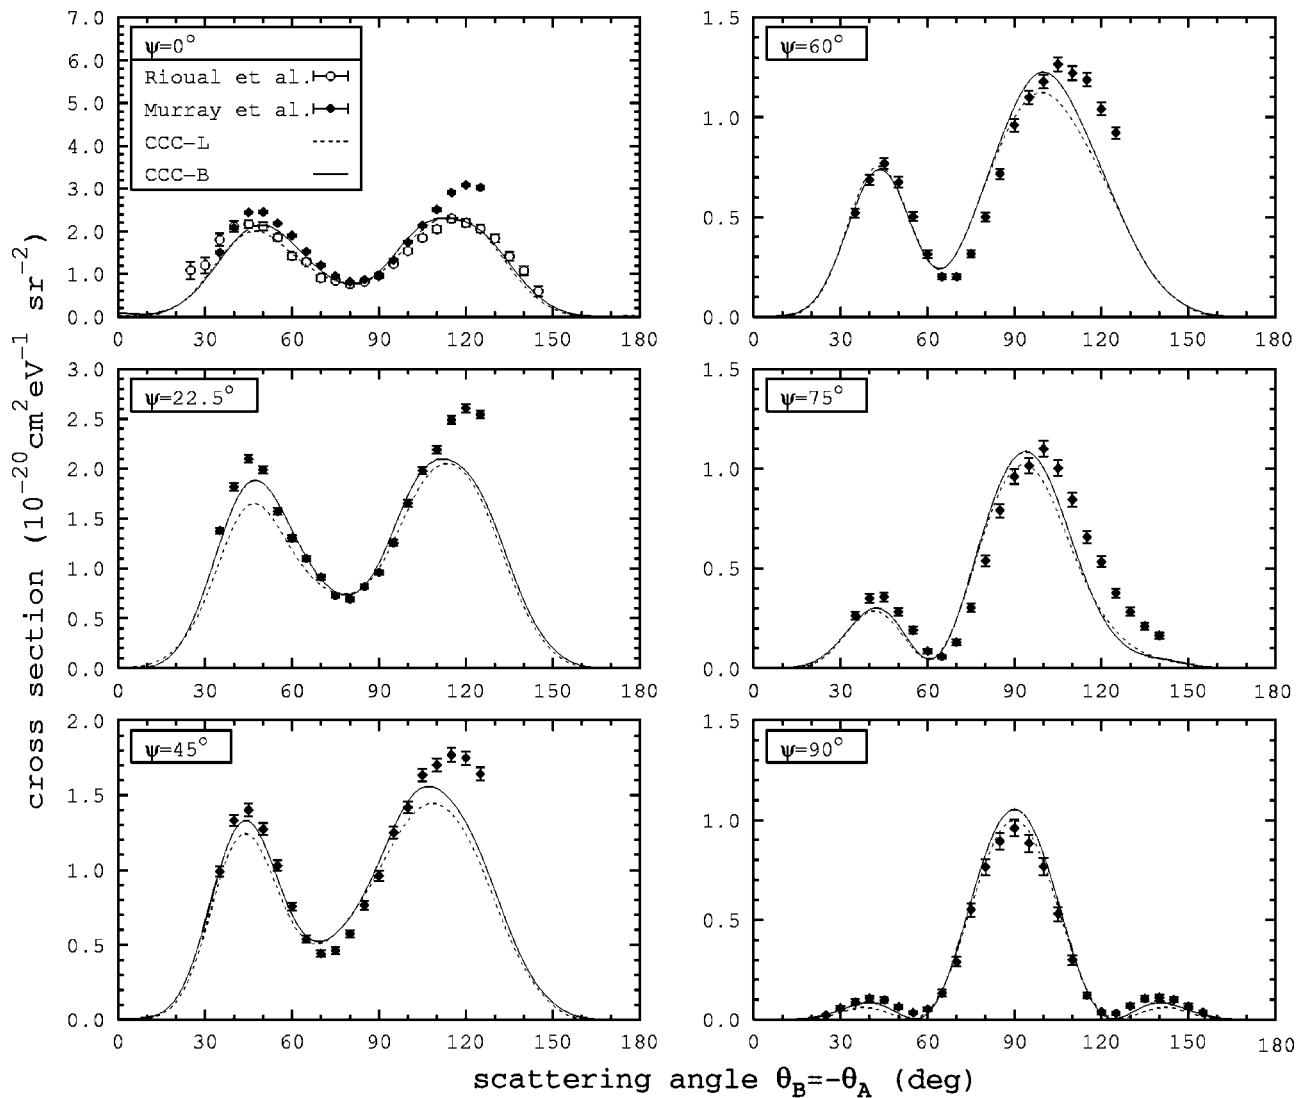 cross section (10⁻²⁰cm²eV⁻¹ sr⁻²)
7.0
6.0
5.0
4.0
3.0
2.0
1.0
0.0
ψ=0°
Rioual et al.
Murray et al.
CCC-L
CCC-B
0 30 60 90 120 150 180
1.5
1.0
0.5
0.0
ψ=60°
0 30 60 90 120 150 180
3.0
2.5
2.0
1.5
1.0
0.5
0.0
ψ=22.5°
0 30 60 90 120 150 180
1.5
1.0
0.5
0.0
ψ=75°
0 30 60 90 120 150 180
2.0
1.5
1.0
0.5
0.0
ψ=45°
0 30 60 90 120 150 180
1.5
1.0
0.5
0.0
ψ=90°
0 30 60 90 120 150 180
scattering angle θ_B=-θ_A (deg)